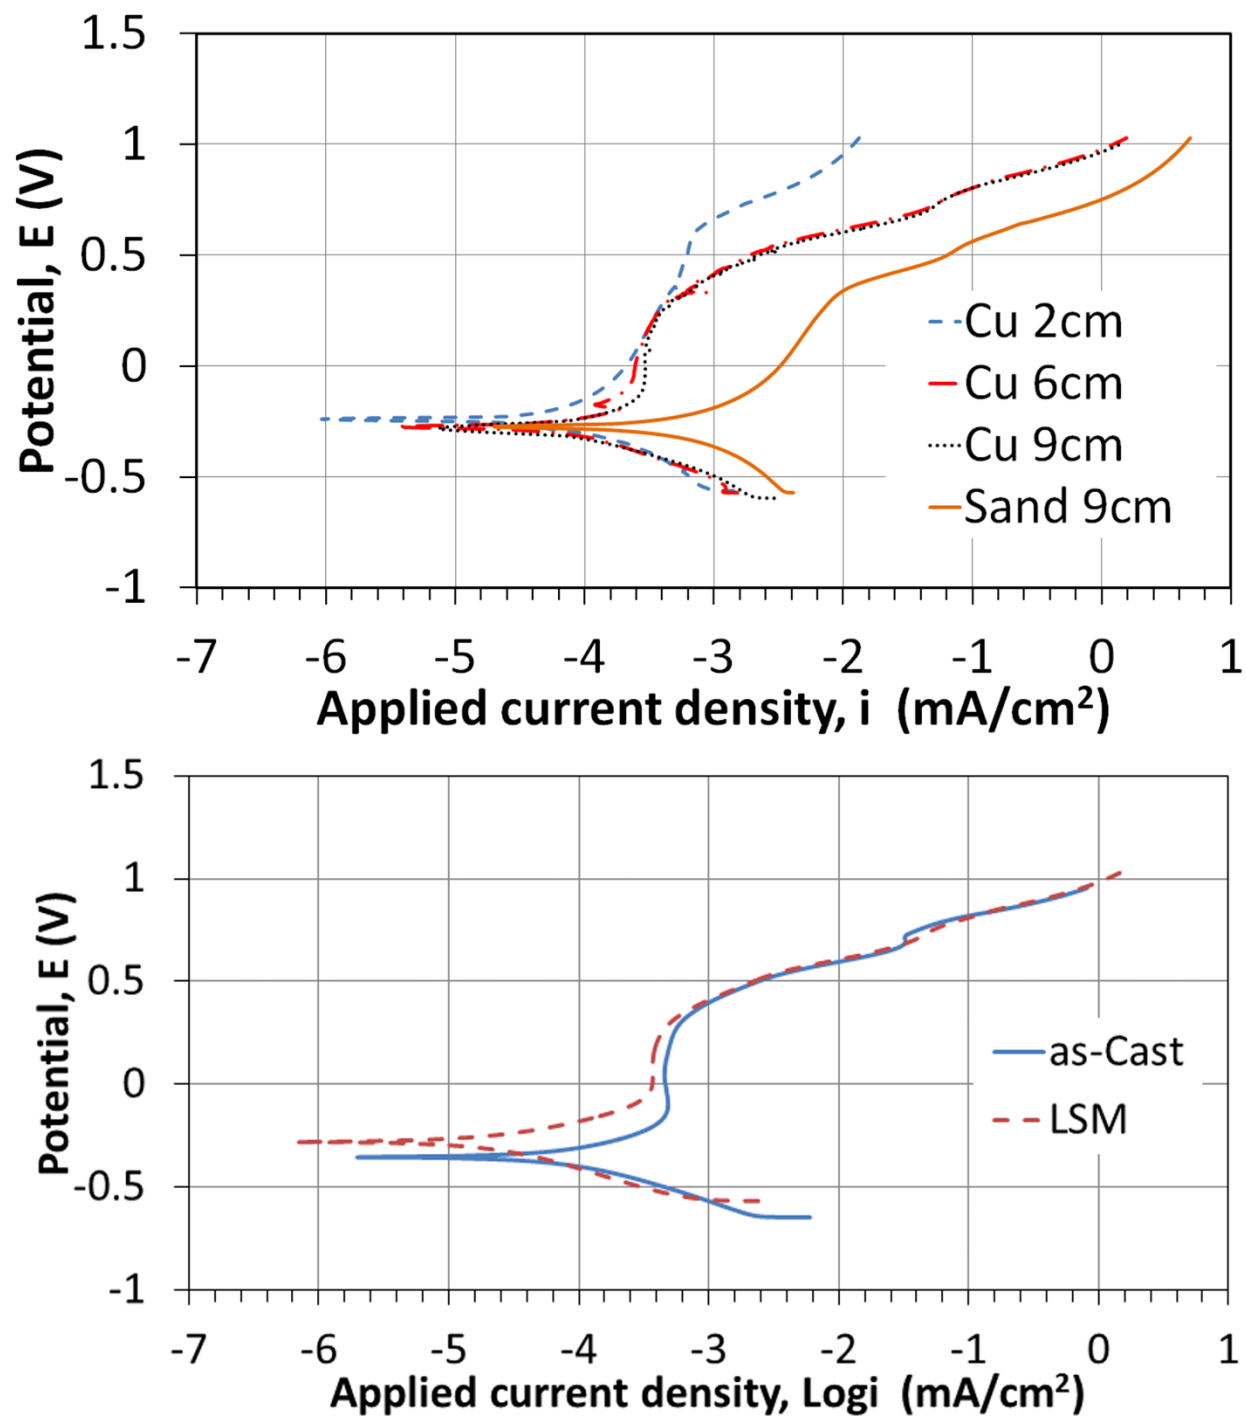 1.5
1
0.5
0
-0.5
-1
Potential, E (V)
Cu 2cm
Cu 6cm
Cu 9cm
Sand 9cm
-7 -6 -5 -4 -3 -2 -1 0 1
Applied current density, i (mA/cm²)
1.5
1
0.5
0
-0.5
-1
Potential, E (V)
as-Cast
LSM
-7 -6 -5 -4 -3 -2 -1 0 1
Applied current density, Logi (mA/cm²)